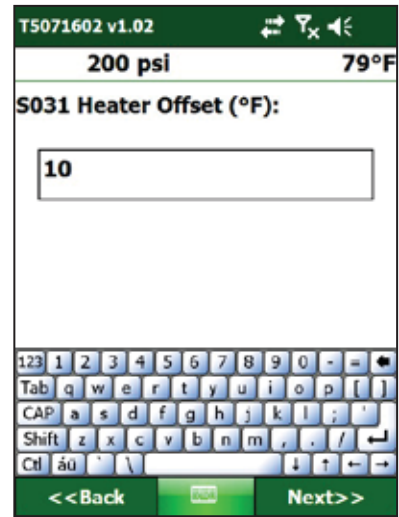 T5071602 v1.02
200 psi 79°F
S031 Heater Offset (°F):
10
123 1 2 3 4 5 6 7 8 9 0 - =
Tab q w e r t y u i o p [ ]
CAP a s d f g h j k l ; '
Shift z x c v b n m , . /
Ctl áü ` \
<<Back Next>>